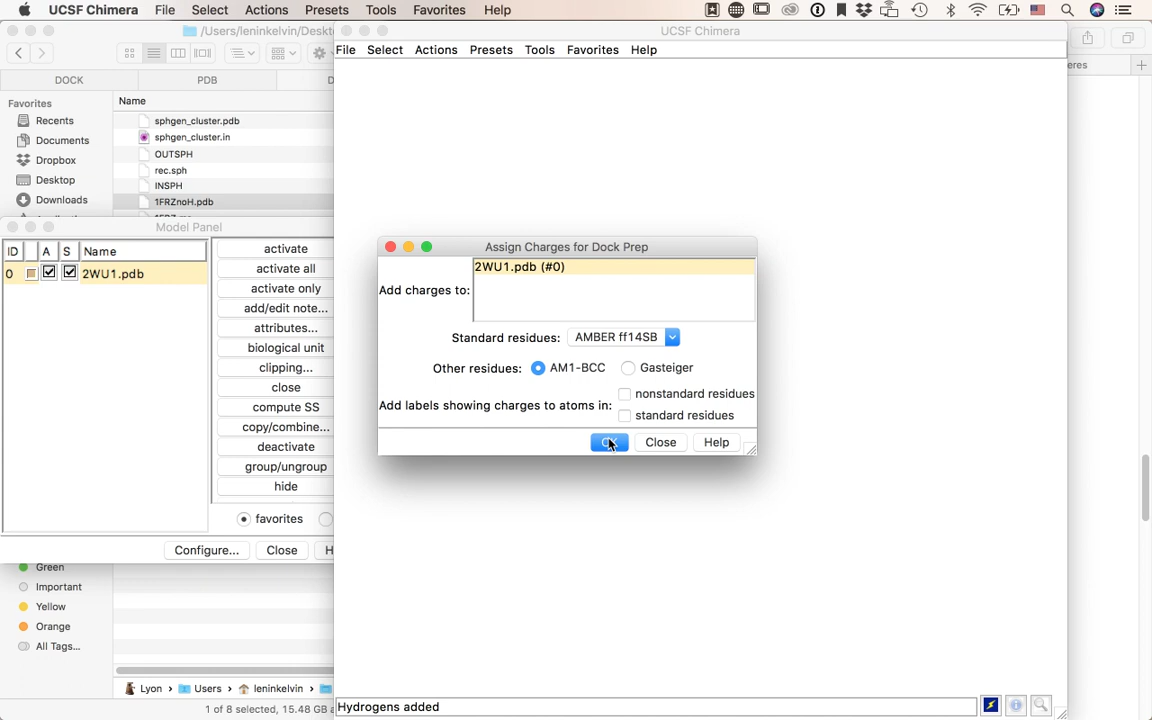 UCSF Chimera File Select Actions Presets Tools Favorites Help
/Users/leninkelvin/Deskt
UCSF Chimera
File Select Actions Presets Tools Favorites Help
DOCK PDB D
eres
Favorites
Recents
Documents
Dropbox
Desktop
Downloads
Name
sphgen_cluster.pdb
sphgen_cluster.in
OUTSPH
rec.sph
INSPH
1FRZnoH.pdb
Model Panel
ID A S Name
0 2WU1.pdb
activate
activate all
activate only
add/edit note...
attributes...
biological unit
clipping...
close
compute SS
copy/combine...
deactivate
group/ungroup
hide
favorites
Configure... Close H
Assign Charges for Dock Prep
Add charges to: 2WU1.pdb (#0)
Standard residues: AMBER ff14SB
Other residues: AM1-BCC Gasteiger
Add labels showing charges to atoms in: nonstandard residues
standard residues
OK Close Help
Green
Important
Yellow
Orange
All Tags...
Lyon › Users › leninkelvin ›
1 of 8 selected, 15.48 GB a
Hydrogens added